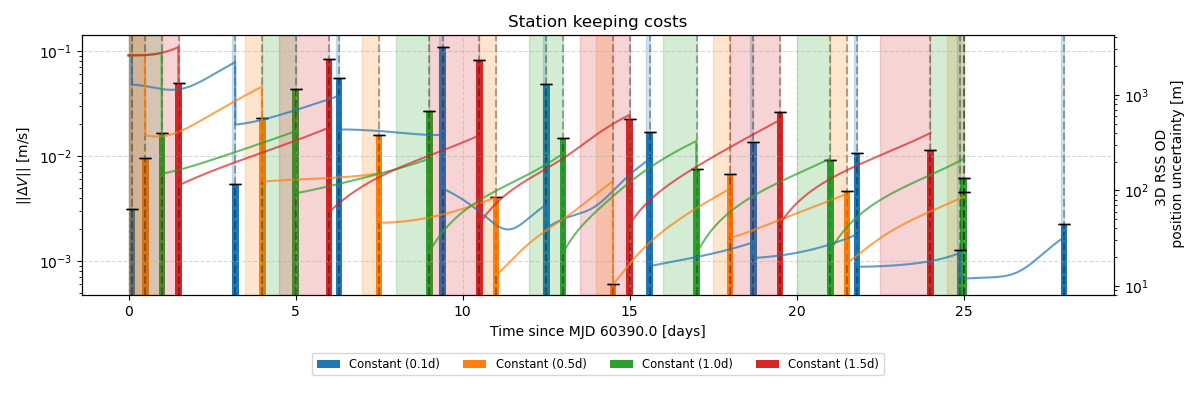 Station keeping costs
||ΔV|| [m/s]
10⁻¹
10⁻²
10⁻³
10³
10²
10¹
3D RSS OD
position uncertainty [m]
0 5 10 15 20 25
Time since MJD 60390.0 [days]
Constant (0.1d) Constant (0.5d) Constant (1.0d) Constant (1.5d)